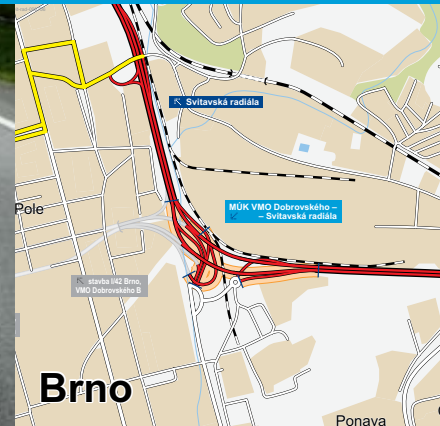 Svitavská radiála
Pole
MÚK VMO Dobrovského –
– Svitavská radiála
stavba I/42 Brno,
VMO Dobrovského B
Brno
Ponava